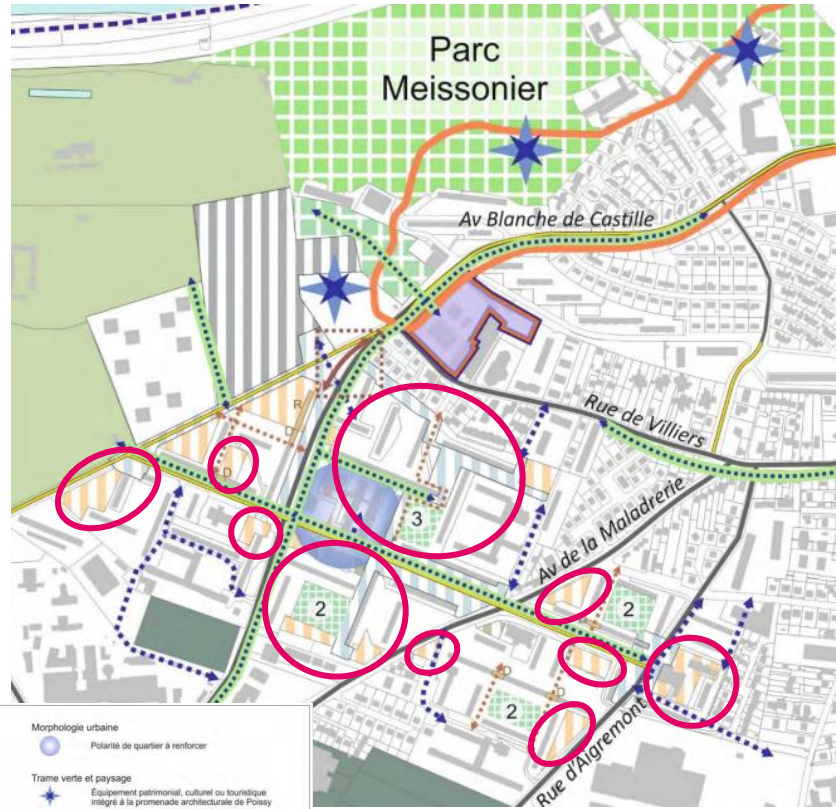 Parc
Meissonier
Av Blanche de Castille
Rue de Villiers
R
D
D
3
Av de la Maladrerie
2
2
D
D
2
Rue d'Aigremont
Morphologie urbaine
Polarité de quartier à renforcer
Trame verte et paysage
Équipement patrimonial, culturel ou touristique
intégré à la promenade architecturale de Poissy